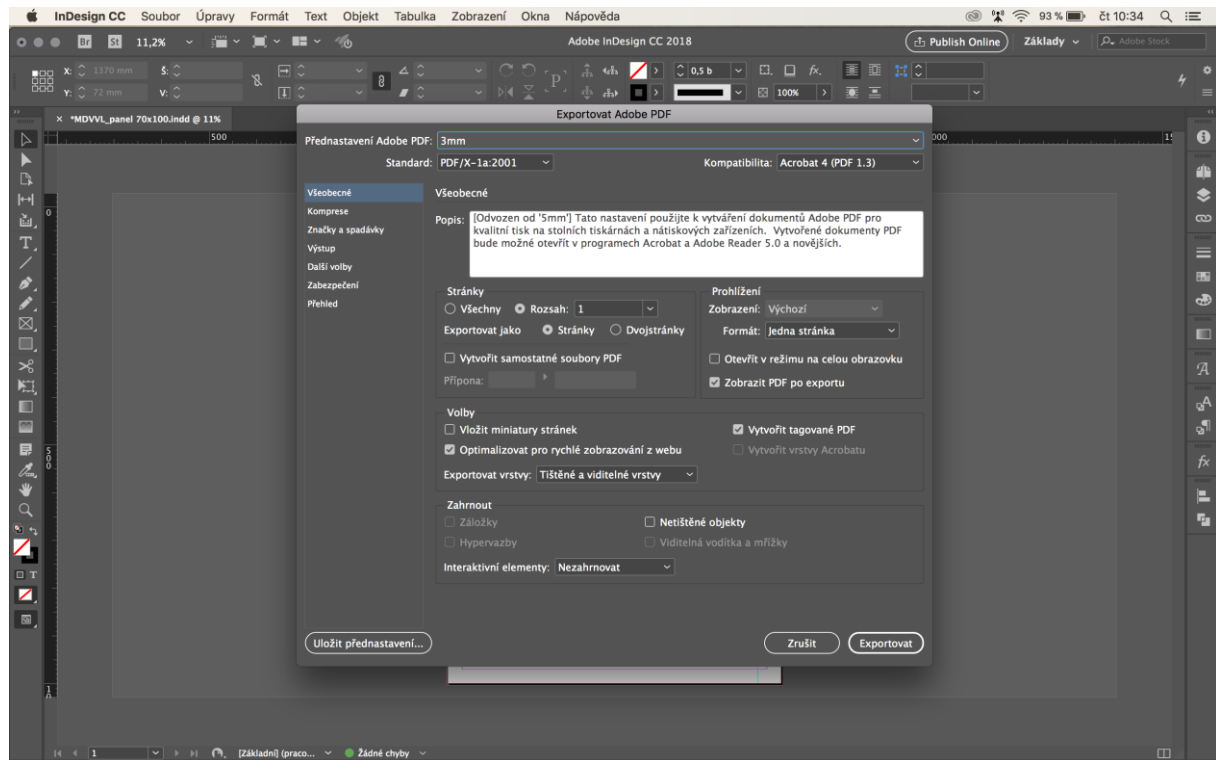 InDesign CC Soubor Úpravy Formát Text Objekt Tabulka Zobrazení Okna Nápověda 93 % čt 10:34
Br St 11,2% Adobe InDesign CC 2018 Publish Online Základy Adobe Stock
X: 1370 mm Š: 0,5 b
Y: 72 mm V: 100%
× *MDVVL_panel 70x100.indd @ 11%
Exportovat Adobe PDF
Přednastavení Adobe PDF: 3mm
Standard: PDF/X-1a:2001 Kompatibilita: Acrobat 4 (PDF 1.3)
Všeobecné
Komprese
Značky a spadávky
Výstup
Další volby
Zabezpečení
Přehled
Všeobecné
Popis: [Odvozen od '5mm'] Tato nastavení použijte k vytváření dokumentů Adobe PDF pro
kvalitní tisk na stolních tiskárnách a nátiskových zařízeních. Vytvořené dokumenty PDF
bude možné otevřít v programech Acrobat a Adobe Reader 5.0 a novějších.
Stránky
Všechny Rozsah: 1
Exportovat jako Stránky Dvojstránky
Vytvořit samostatné soubory PDF
Přípona:
Prohlížení
Zobrazení: Výchozí
Formát: Jedna stránka
Otevřít v režimu na celou obrazovku
Zobrazit PDF po exportu
Volby
Vložit miniatury stránek Vytvořit tagované PDF
Optimalizovat pro rychlé zobrazování z webu Vytvořit vrstvy Acrobatu
Exportovat vrstvy: Tištěné a viditelné vrstvy
Zahrnout
Záložky Netištěné objekty
Hypervazby Viditelná vodítka a mřížky
Interaktivní elementy: Nezahrnovat
Uložit přednastavení... Zrušit Exportovat
1 [Základní] (praco... Žádné chyby